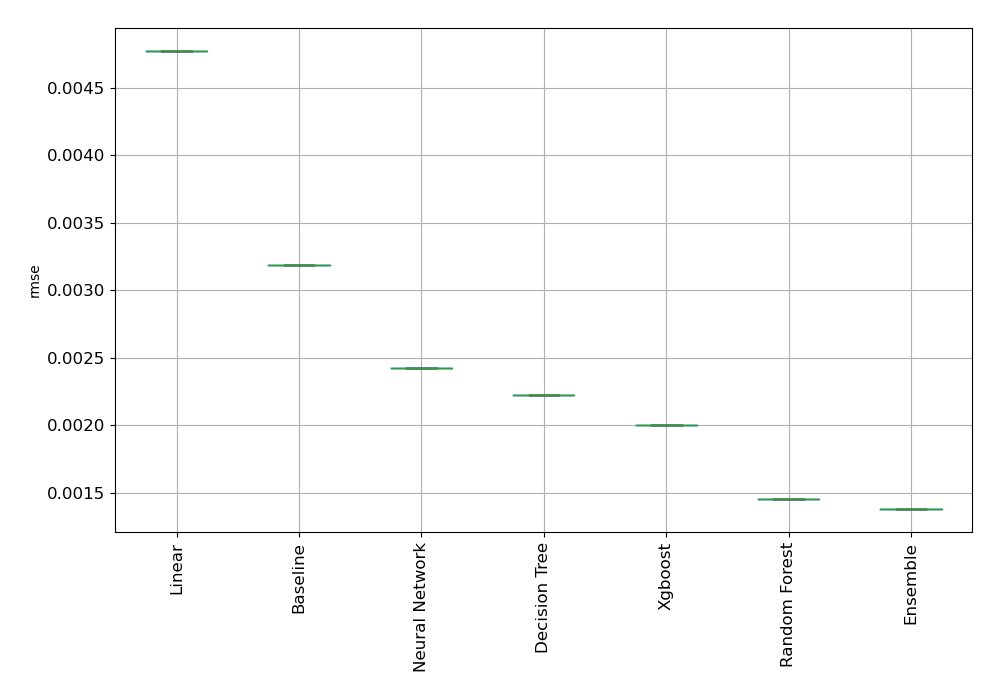 0.0045
0.0040
0.0035
0.0030
0.0025
0.0020
0.0015
rmse
Linear
Baseline
Neural Network
Decision Tree
Xgboost
Random Forest
Ensemble